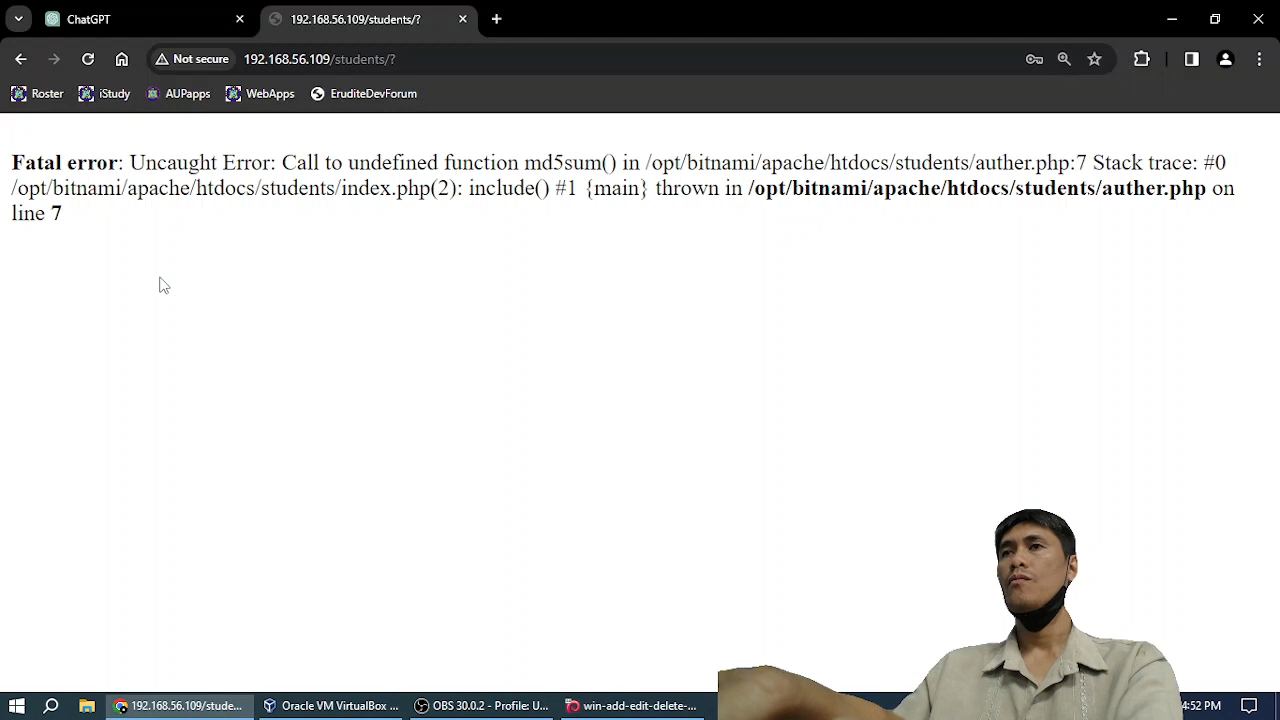 ChatGPT
192.168.56.109/students/?
Not secure
192.168.56.109/students/?
Roster
iStudy
AUPapps
WebApps
EruditeDevForum
Fatal error: Uncaught Error: Call to undefined function md5sum() in /opt/bitnami/apache/htdocs/students/auther.php:7 Stack trace: #0
/opt/bitnami/apache/htdocs/students/index.php(2): include() #1 {main} thrown in /opt/bitnami/apache/htdocs/students/auther.php on
line 7
192.168.56.109/stude...
Oracle VM VirtualBox ...
OBS 30.0.2 - Profile: U...
win-add-edit-delete-...
4:52 PM